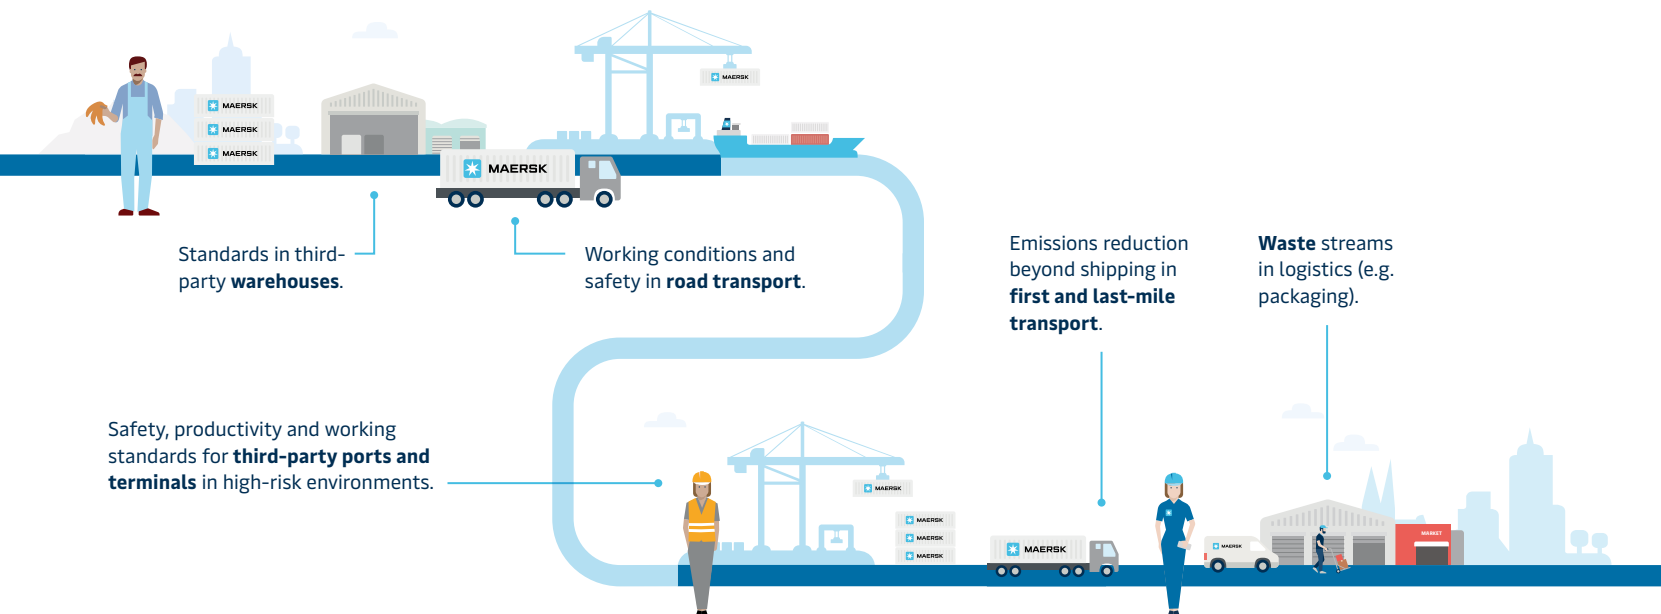 MAERSK
MAERSK
MAERSK
MAERSK
MAERSK
Standards in third-
party warehouses.
Working conditions and
safety in road transport.
Emissions reduction
beyond shipping in
first and last-mile
transport.
Waste streams
in logistics (e.g.
packaging).
Safety, productivity and working
standards for third-party ports and
terminals in high-risk environments.
MAERSK
MAERSK
MAERSK
MAERSK
MAERSK
MAERSK
MARKET